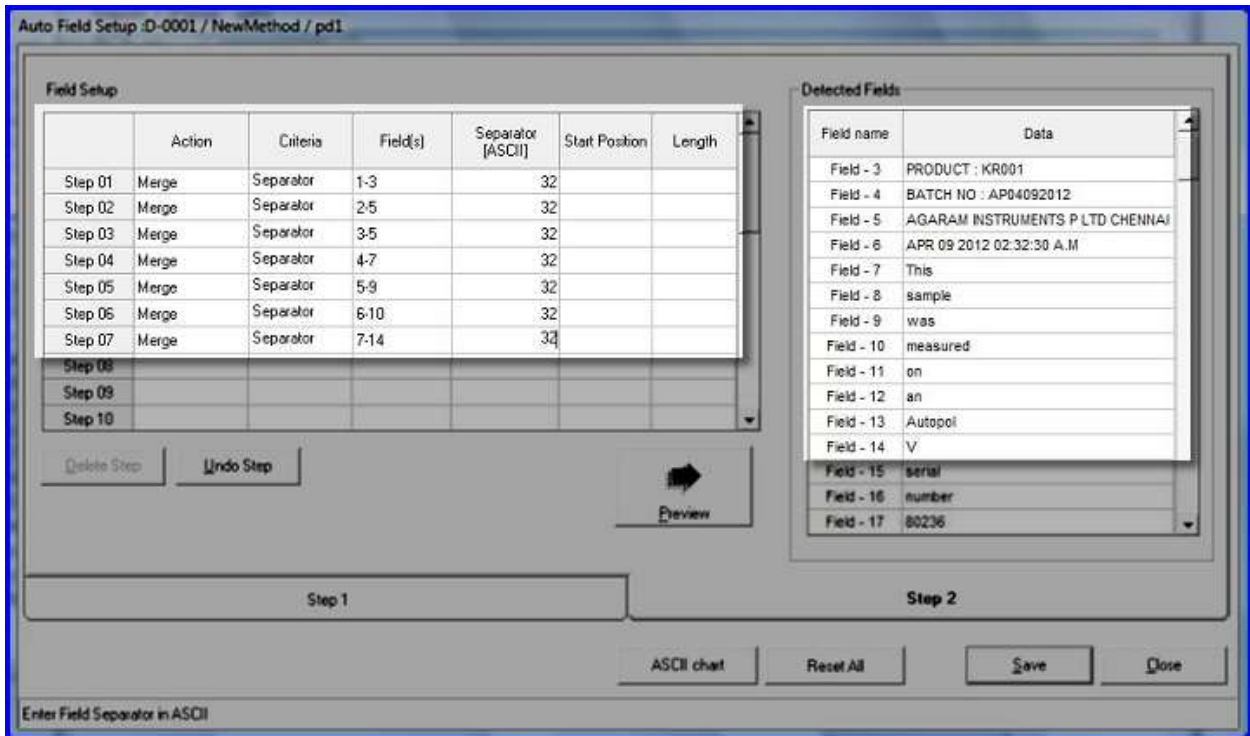 Auto Field Setup :D-0001 / NewMethod / pd1
Field Setup
Action Criteria Field(s) Separator [ASCII] Start Position Length
Step 01 Merge Separator 1-3 32
Step 02 Merge Separator 2-5 32
Step 03 Merge Separator 3-5 32
Step 04 Merge Separator 4-7 32
Step 05 Merge Separator 5-9 32
Step 06 Merge Separator 6-10 32
Step 07 Merge Separator 7-14 32
Step 08
Step 09
Step 10
Delete Step Undo Step
Preview
Detected Fields
Field name Data
Field - 3 PRODUCT : KR001
Field - 4 BATCH NO : AP04092012
Field - 5 AGARAM INSTRUMENTS P LTD CHENNAI
Field - 6 APR 09 2012 02:32:30 A.M
Field - 7 This
Field - 8 sample
Field - 9 was
Field - 10 measured
Field - 11 on
Field - 12 an
Field - 13 Autopol
Field - 14 V
Field - 15 serial
Field - 16 number
Field - 17 80236
Step 1 Step 2
ASCII chart Reset All Save Close
Enter Field Separator in ASCII